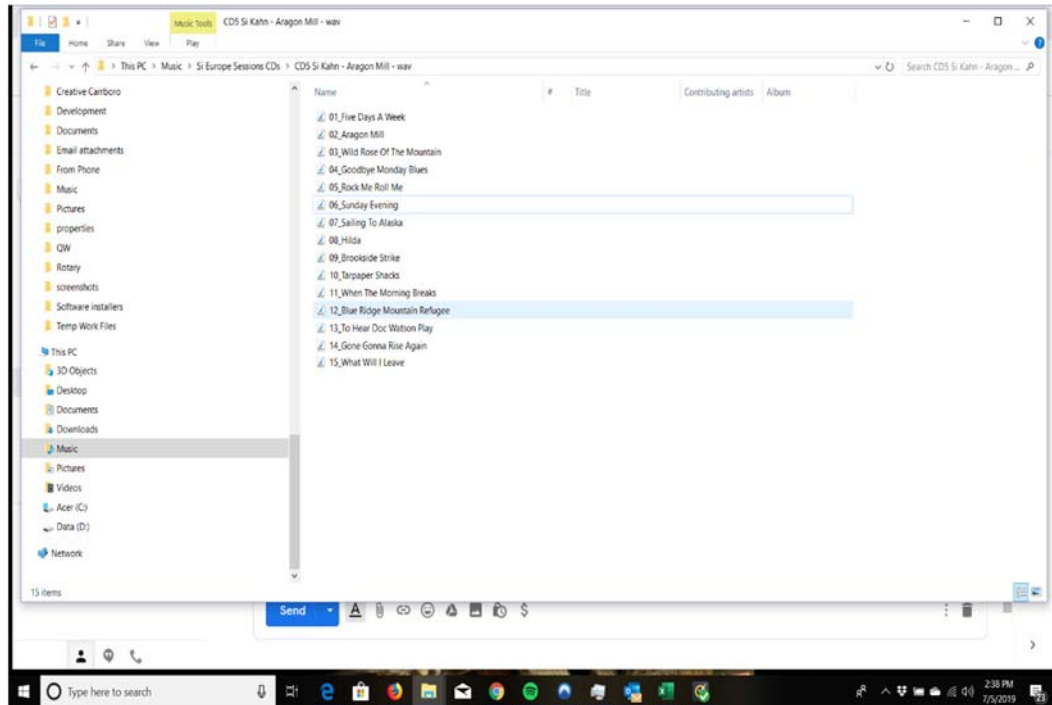 Music Tools CD5 Si Kahn - Aragon Mill - wav
File Home Share View Play
This PC > Music > Si Europe Sessions CDs > CD5 Si Kahn - Aragon Mill - wav Search CD5 Si Kahn - Aragon ...
Creative Carrboro
Development
Documents
Email attachments
From Phone
Music
Pictures
properties
QW
Rotary
screenshots
Software installers
Temp Work Files
This PC
3D Objects
Desktop
Documents
Downloads
Music
Pictures
Videos
Acer (C:)
Data (D:)
Network
Name # Title Contributing artists Album
01_Five Days A Week
02_Aragon Mill
03_Wild Rose Of The Mountain
04_Goodbye Monday Blues
05_Rock Me Roll Me
06_Sunday Evening
07_Sailing To Alaska
08_Hilda
09_Brookside Strike
10_Tarpaper Shacks
11_When The Morning Breaks
12_Blue Ridge Mountain Refugee
13_To Hear Doc Watson Play
14_Gone Gonna Rise Again
15_What Will I Leave
15 items
Send
Type here to search
2:38 PM
7/5/2019
23